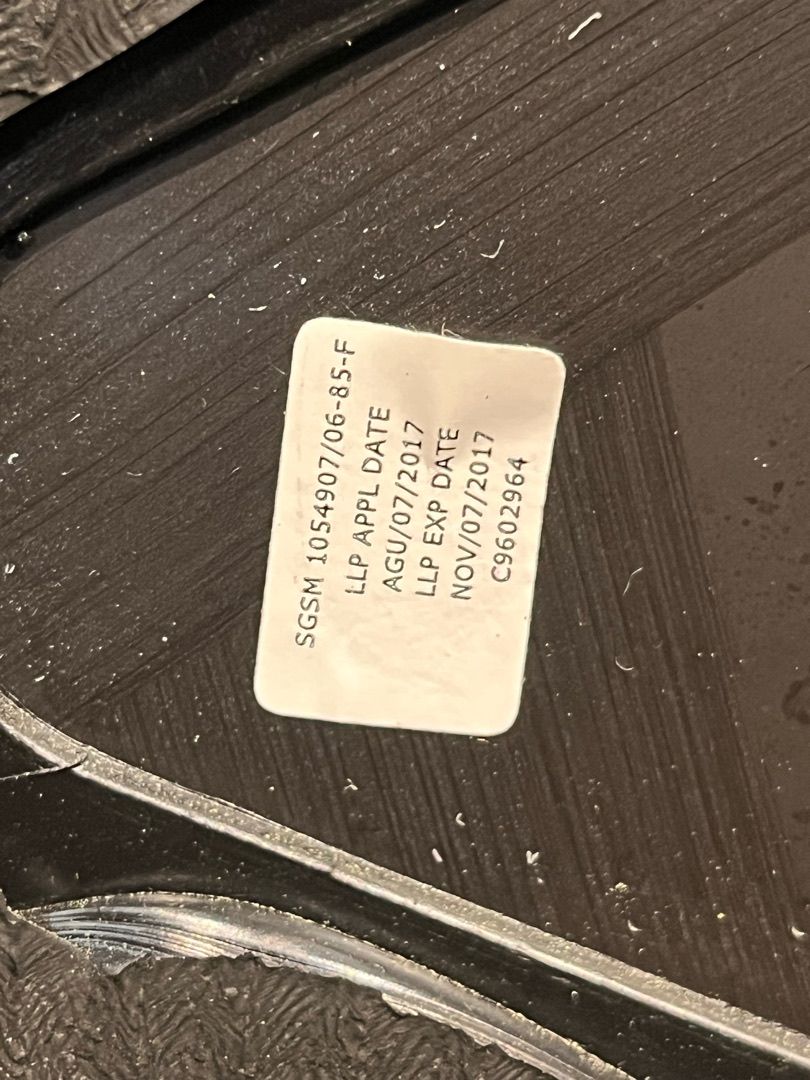 SGSM 1054907/06-85-F
LLP APPL DATE
AGU/07/2017
LLP EXP DATE
NOV/07/2017
C9602964